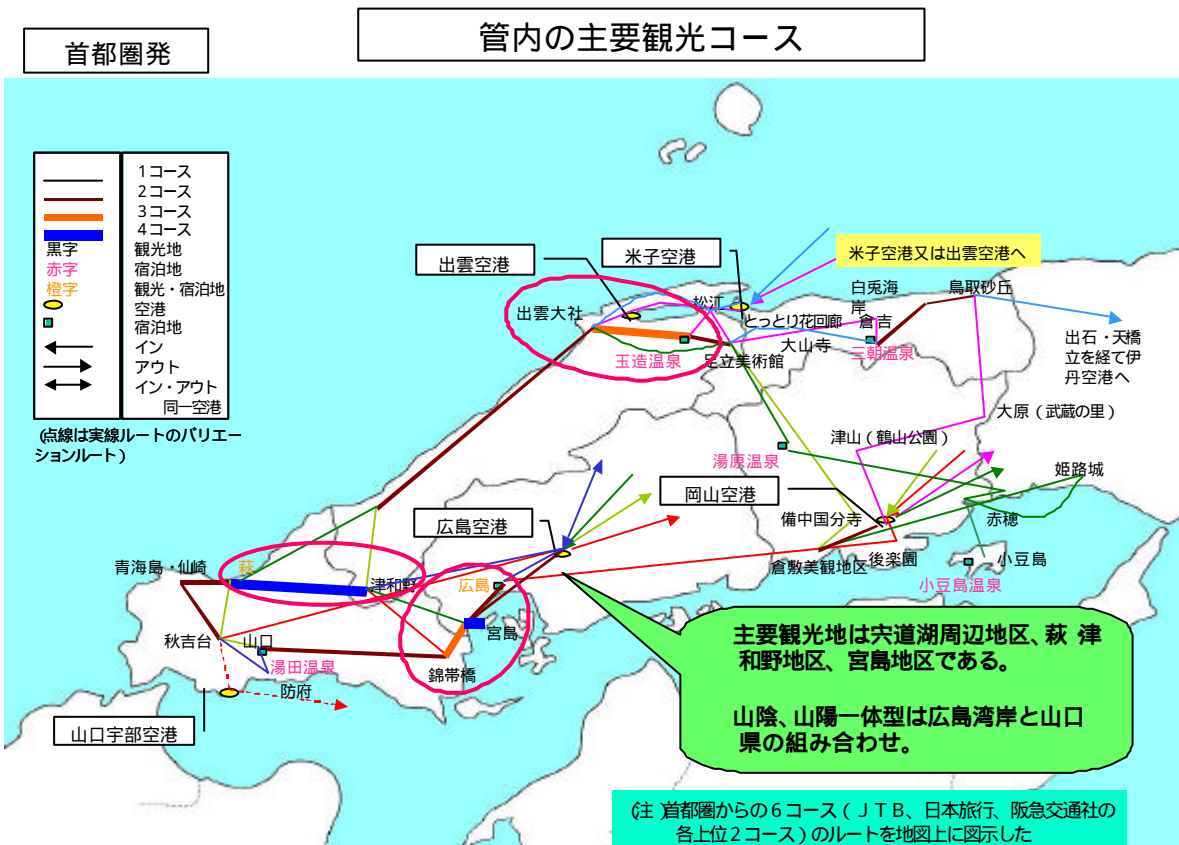 首都圏発
管内の主要観光コース
1コース
2コース
3コース
4コース
黒字 観光地
赤字 宿泊地
橙字 観光・宿泊地
空港
宿泊地
イン
アウト
イン・アウト
同一空港
(点線は実線ルートのバリエー
ションルート)
出雲空港
米子空港
米子空港又は出雲空港へ
出雲大社
松江
白兎海
岸
鳥取砂丘
とっとり花回廊
倉吉
玉造温泉
足立美術館
大山寺
三朝温泉
出石・天橋
立を経て伊
丹空港へ
大原(武蔵の里)
津山(鶴山公園)
湯原温泉
姫路城
岡山空港
広島空港
備中国分寺
赤穂
後楽園
倉敷美観地区
小豆島
小豆島温泉
青海島・仙崎
萩
津和野
広島
宮島
秋吉台
山口
湯田温泉
錦帯橋
防府
山口宇部空港
主要観光地は宍道湖周辺地区、萩 津
和野地区、宮島地区である。
山陰、山陽一体型は広島湾岸と山口
県の組み合わせ。
(注)首都圏からの6コース(JTB、日本旅行、阪急交通社の
各上位2コース)のルートを地図上に図示した